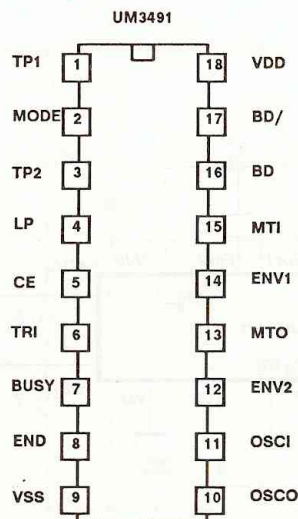 UM3491
TP1 1 18 VDD
MODE 2 17 BD/
TP2 3 16 BD
LP 4 15 MTI
CE 5 14 ENV1
TRI 6 13 MTO
BUSY 7 12 ENV2
END 8 11 OSCI
VSS 9 10 OSCO